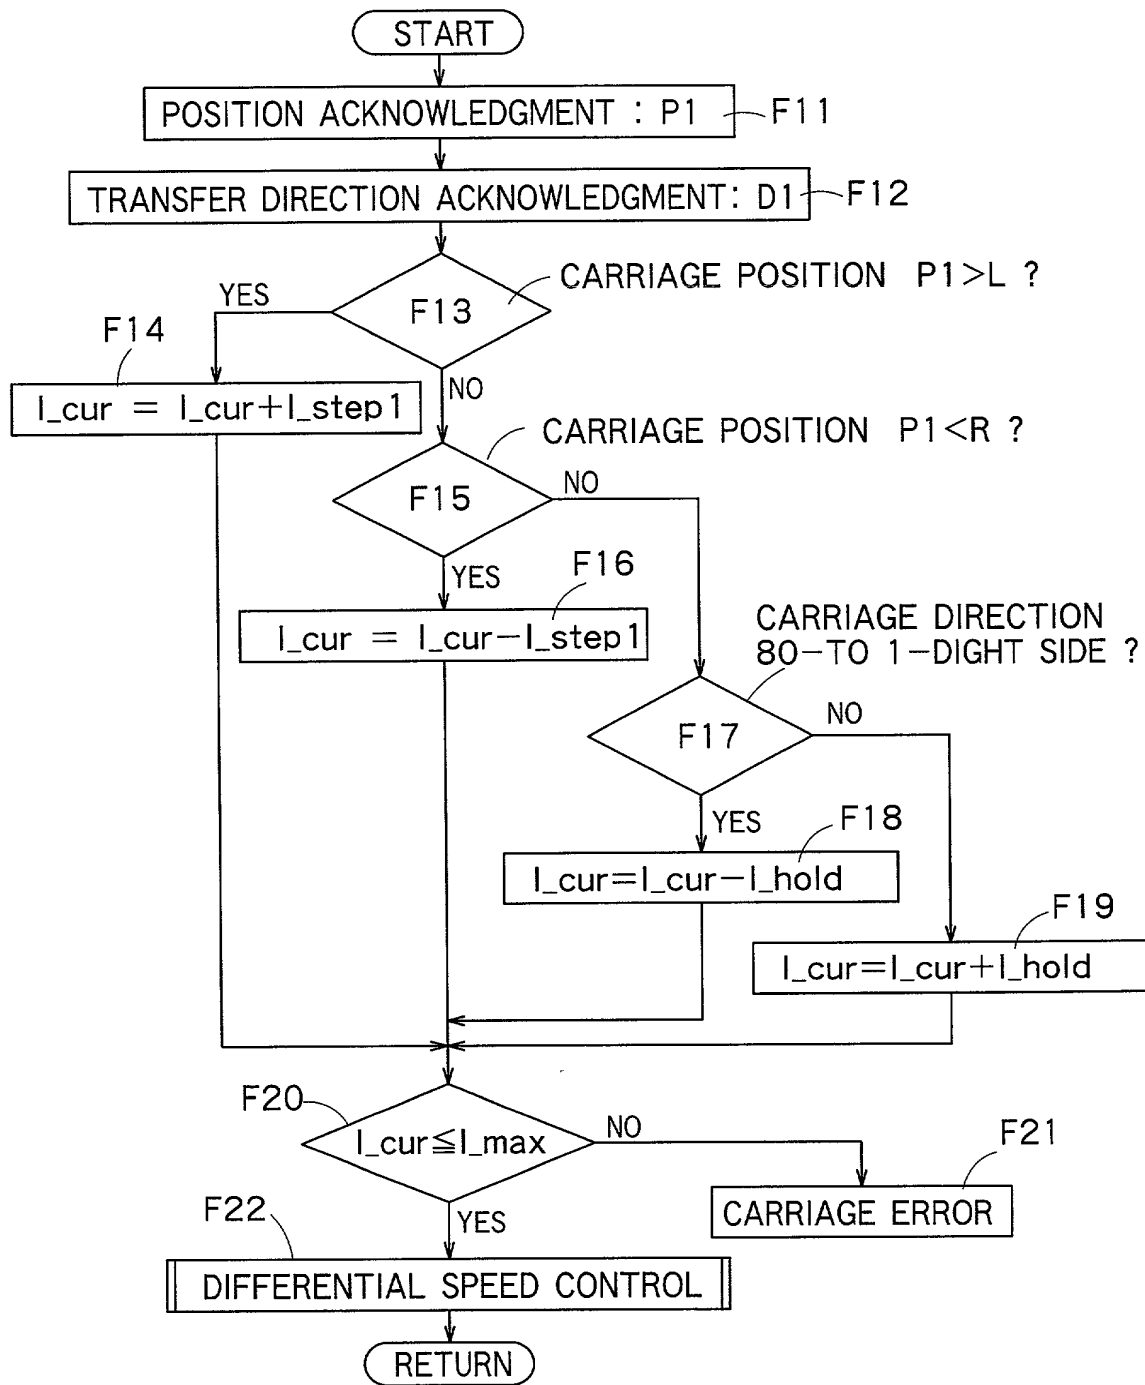 START
POSITION ACKNOWLEDGMENT : P1
F11
TRANSFER DIRECTION ACKNOWLEDGMENT: D1
F12
CARRIAGE POSITION P1>L ?
F13
YES
NO
F14
I_cur = I_cur+I_step1
CARRIAGE POSITION P1<R ?
F15
NO
YES
F16
I_cur = I_cur-I_step1
CARRIAGE DIRECTION
80-TO 1-DIGHT SIDE ?
F17
NO
YES
F18
I_cur=I_cur-I_hold
F19
I_cur=I_cur+I_hold
F20
I_cur≦I_max
NO
YES
F21
CARRIAGE ERROR
F22
DIFFERENTIAL SPEED CONTROL
RETURN